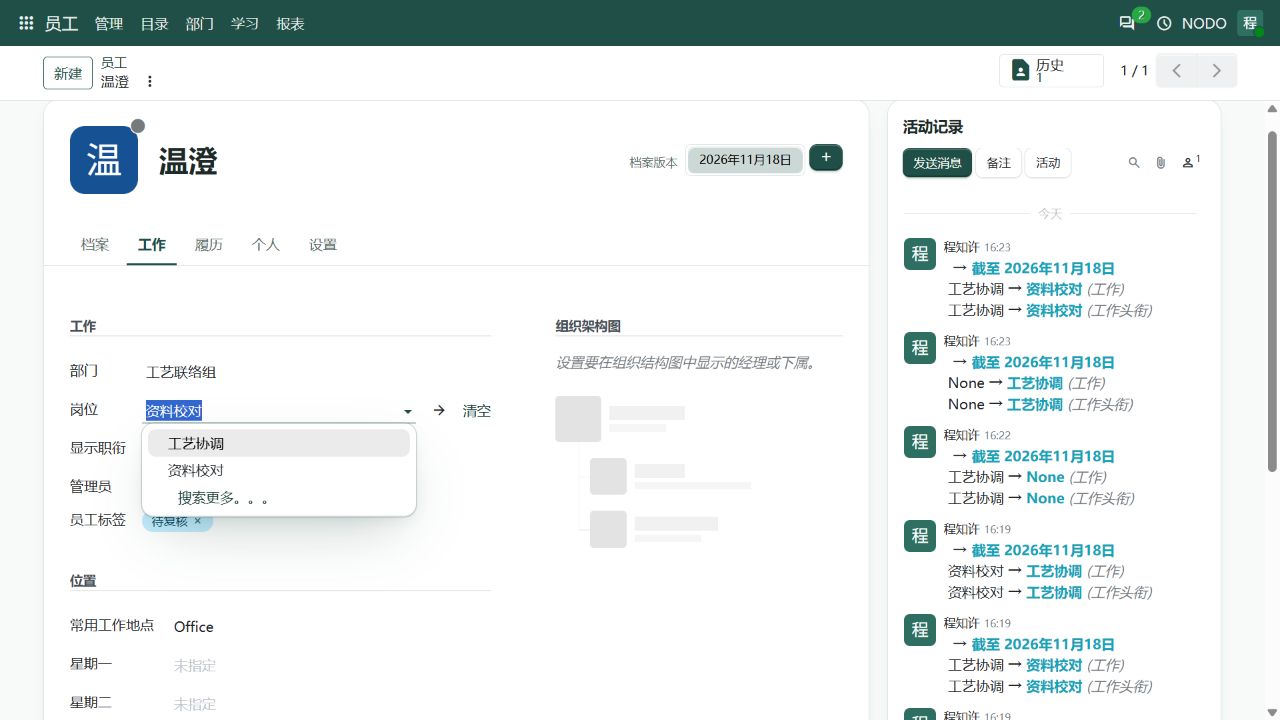 员工 管理 目录 部门 学习 报表 2 NODO 程
新建 员工 温澄 历史 1 1 / 1
温 温澄 档案版本 2026年11月18日 +
档案 工作 履历 个人 设置
工作
部门 工艺联络组
岗位 资料校对 清空
工艺协调
资料校对
搜索更多。。。
显示职衔
管理员
员工标签 待复核 ×
位置
常用工作地点 Office
星期一 未指定
星期二 未指定
组织架构图
设置要在组织结构图中显示的经理或下属。
活动记录
发送消息 备注 活动 1
今天
程 程知许 16:23
→ 截至 2026年11月18日
工艺协调 → 资料校对 (工作)
工艺协调 → 资料校对 (工作头衔)
程 程知许 16:23
→ 截至 2026年11月18日
None → 工艺协调 (工作)
None → 工艺协调 (工作头衔)
程 程知许 16:22
→ 截至 2026年11月18日
工艺协调 → None (工作)
工艺协调 → None (工作头衔)
程 程知许 16:19
→ 截至 2026年11月18日
资料校对 → 工艺协调 (工作)
资料校对 → 工艺协调 (工作头衔)
程 程知许 16:19
→ 截至 2026年11月18日
工艺协调 → 资料校对 (工作)
工艺协调 → 资料校对 (工作头衔)
程知许 16:19